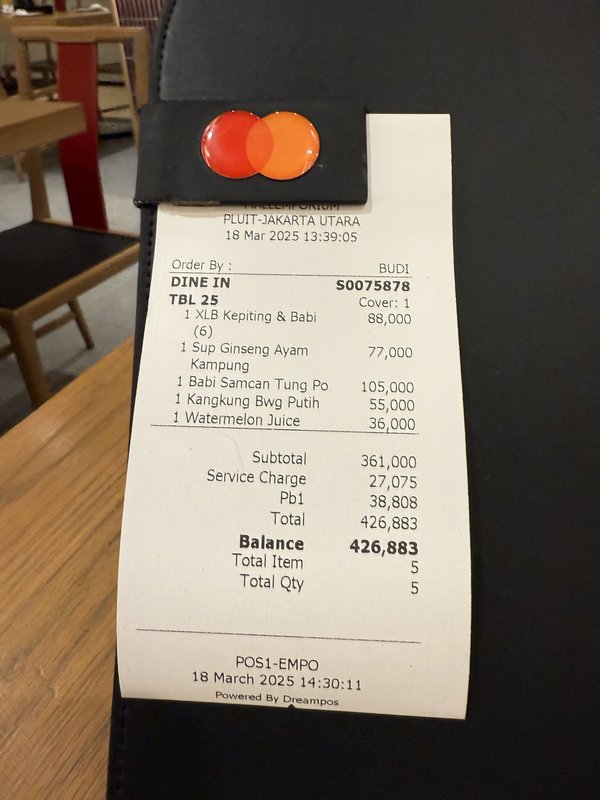 MALLEMPORIUM
PLUIT-JAKARTA UTARA
18 Mar 2025 13:39:05
Order By : BUDI
DINE IN S0075878
TBL 25 Cover: 1
1 XLB Kepiting & Babi 88,000
(6)
1 Sup Ginseng Ayam 77,000
Kampung
1 Babi Samcan Tung Po 105,000
1 Kangkung Bwg Putih 55,000
1 Watermelon Juice 36,000
Subtotal 361,000
Service Charge 27,075
Pb1 38,808
Total 426,883
Balance 426,883
Total Item 5
Total Qty 5
POS1-EMPO
18 March 2025 14:30:11
Powered By Dreampos